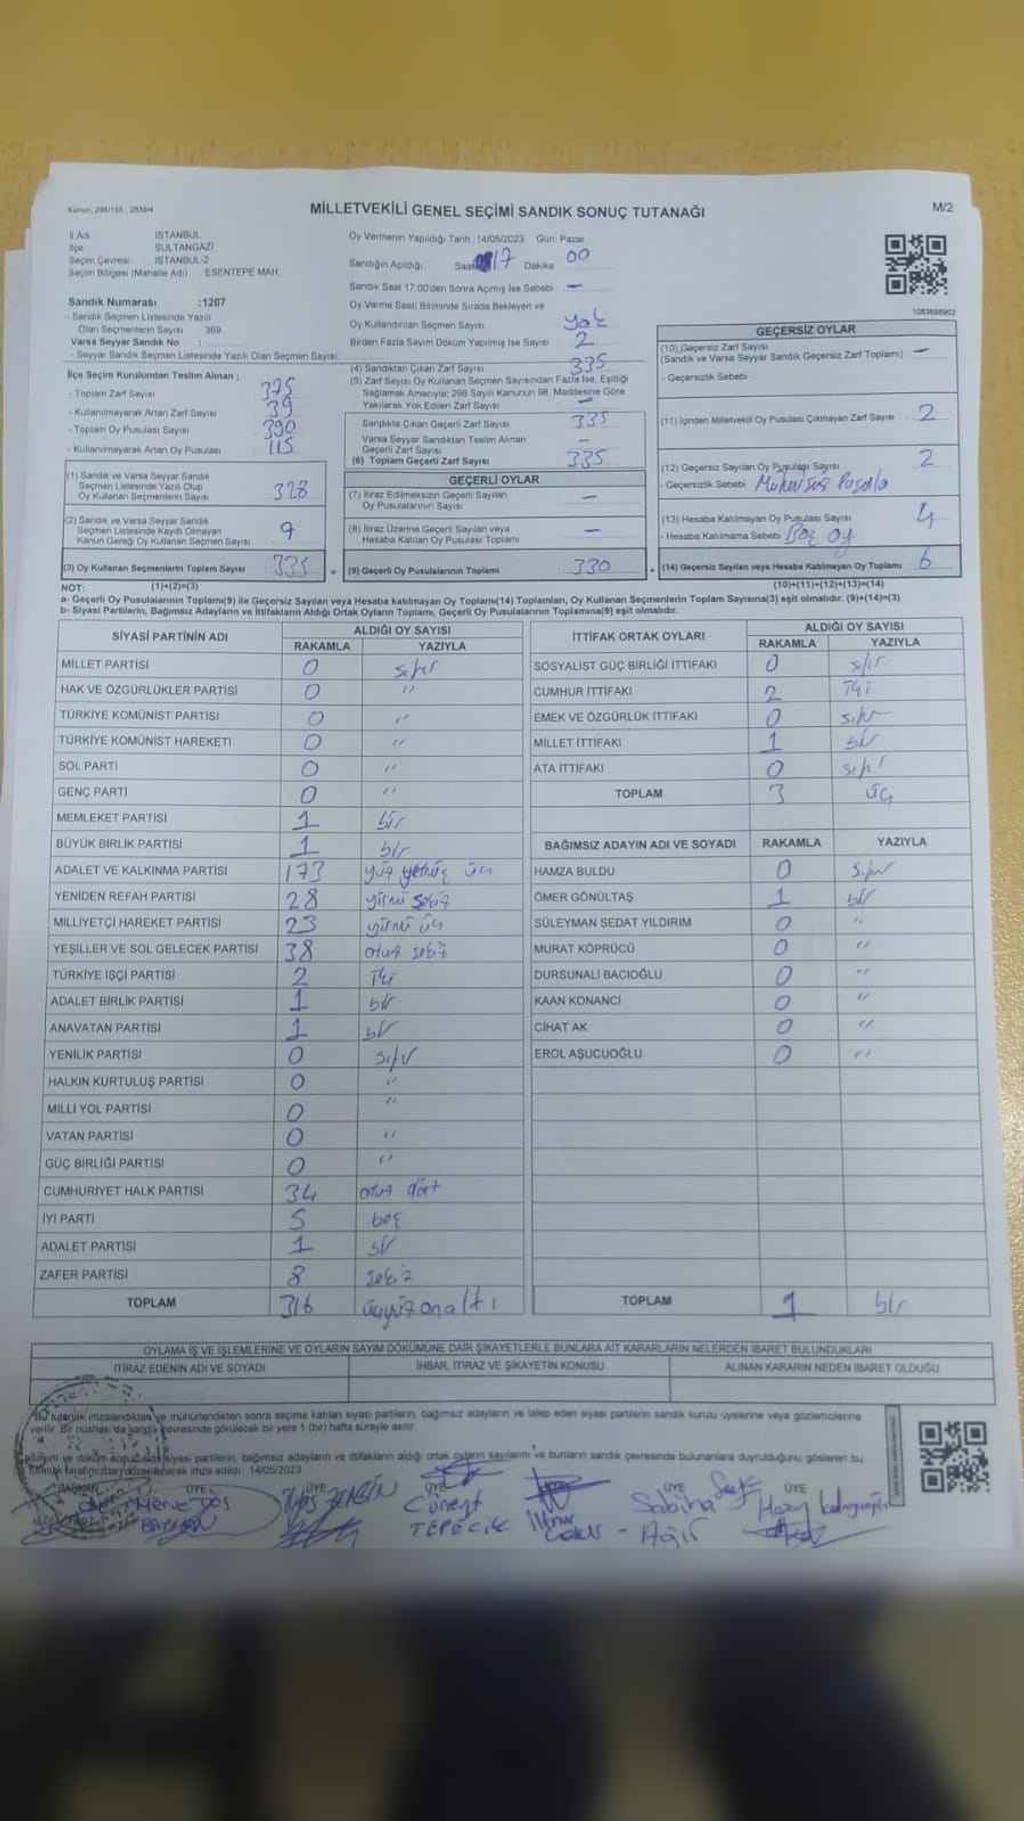 Kanun: 298/105 , 2839/4
MİLLETVEKİLİ GENEL SEÇİMİ SANDIK SONUÇ TUTANAĞI
M/2
İl Adı İSTANBUL
İlçe SULTANGAZİ
Seçim Çevresi İSTANBUL-2
Seçim Bölgesi (Mahalle Adı) ESENTEPE MAH.
Oy Vermenin Yapıldığı Tarih : 14/05/2023 Gün: Pazar
Sandığın Açıldığı Saat 17 Dakika 00
Sandık Saat 17:00'den Sonra Açılmış İse Sebebi —
Sandık Numarası :1207
- Sandık Seçmen Listesinde Yazılı
Olan Seçmenlerin Sayısı 369
Varsa Seyyar Sandık No :
- Seyyar Sandık Seçmen Listesinde Yazılı Olan Seçmen Sayısı
Oy Verme Saati Bitiminde Sırada Bekleyen ve
Oy Kullandırılan Seçmen Sayısı yok
Birden Fazla Sayım Döküm Yapılmış İse Sayısı 2
İlçe Seçim Kurulundan Teslim Alınan ;
- Toplam Zarf Sayısı 375
- Kullanılmayarak Artan Zarf Sayısı 39
- Toplam Oy Pusulası Sayısı 390
- Kullanılmayarak Artan Oy Pusulası 115
(1) Sandık ve Varsa Seyyar Sandık
Seçmen Listesinde Yazılı Olup
Oy Kullanan Seçmenlerin Sayısı 328
(2) Sandık ve Varsa Seyyar Sandık
Seçmen Listesinde Kayıtlı Olmayan
Kanun Gereği Oy Kullanan Seçmen Sayısı 9
(3) Oy Kullanan Seçmenlerin Toplam Sayısı 335
(4) Sandıktan Çıkan Zarf Sayısı 335
(5) Zarf Sayısı Oy Kullanan Seçmen Sayısından Fazla İse, Eşitliği
Sağlamak Amacıyla; 298 Sayılı Kanunun 98. Maddesine Göre
Yakılarak Yok Edilen Zarf Sayısı —
Sandıkta Çıkan Geçerli Zarf Sayısı 335
Varsa Seyyar Sandıktan Teslim Alınan
Geçerli Zarf Sayısı —
(6) Toplam Geçerli Zarf Sayısı 335
GEÇERLİ OYLAR
(7) İtiraz Edilmeksizin Geçerli Sayılan
Oy Pusulalarının Sayısı —
(8) İtiraz Üzerine Geçerli Sayılan veya
Hesaba Katılan Oy Pusulası Toplamı —
(9) Geçerli Oy Pusulalarının Toplamı 330
1083698902
GEÇERSİZ OYLAR
(10) Geçersiz Zarf Sayısı
(Sandık ve Varsa Seyyar Sandık Geçersiz Zarf Toplamı) —
- Geçersizlik Sebebi
(11) İçinden Milletvekili Oy Pusulası Çıkmayan Zarf Sayısı 2
(12) Geçersiz Sayılan Oy Pusulası Sayısı 2
- Geçersizlik Sebebi Mühürsüz Pusula
(13) Hesaba Katılmayan Oy Pusulası Sayısı 4
- Hesaba Katılmama Sebebi Boş oy
(14) Geçersiz Sayılan veya Hesaba Katılmayan Oy Toplamı 6
NOT: (1)+(2)=(3) (10)+(11)+(12)+(13)=(14)
a- Geçerli Oy Pusulalarının Toplamı(9) ile Geçersiz Sayılan veya Hesaba katılmayan Oy Toplamı(14) Toplamları, Oy Kullanan Seçmenlerin Toplam Sayısına(3) eşit olmalıdır. (9)+(14)=(3)
b- Siyasi Partilerin, Bağımsız Adayların ve İttifakların Aldığı Ortak Oyların Toplamı, Geçerli Oy Pusulalarının Toplamına(9) eşit olmalıdır.
SİYASİ PARTİNİN ADI ALDIĞI OY SAYISI
RAKAMLA YAZIYLA
MİLLET PARTİSİ 0 sıfır
HAK VE ÖZGÜRLÜKLER PARTİSİ 0 "
TÜRKİYE KOMÜNİST PARTİSİ 0 "
TÜRKİYE KOMÜNİST HAREKETİ 0 "
SOL PARTİ 0 "
GENÇ PARTİ 0 "
MEMLEKET PARTİSİ 1 bir
BÜYÜK BİRLİK PARTİSİ 1 bir
ADALET VE KALKINMA PARTİSİ 173 yüz yetmiş üç
YENİDEN REFAH PARTİSİ 28 yirmi sekiz
MİLLİYETÇİ HAREKET PARTİSİ 23 yirmi üç
YEŞİLLER VE SOL GELECEK PARTİSİ 38 otuz sekiz
TÜRKİYE İŞÇİ PARTİSİ 2 İki
ADALET BİRLİK PARTİSİ 1 bir
ANAVATAN PARTİSİ 1 bir
YENİLİK PARTİSİ 0 sıfır
HALKIN KURTULUŞ PARTİSİ 0 "
MİLLİ YOL PARTİSİ 0 "
VATAN PARTİSİ 0 "
GÜÇ BİRLİĞİ PARTİSİ 0 "
CUMHURİYET HALK PARTİSİ 34 otuz dört
İYİ PARTİ 5 beş
ADALET PARTİSİ 1 bir
ZAFER PARTİSİ 8 sekiz
TOPLAM 316 üçyüzonaltı
İTTİFAK ORTAK OYLARI ALDIĞI OY SAYISI
RAKAMLA YAZIYLA
SOSYALİST GÜÇ BİRLİĞİ İTTİFAKI 0 sıfır
CUMHUR İTTİFAKI 2 İki
EMEK VE ÖZGÜRLÜK İTTİFAKI 0 sıfır
MİLLET İTTİFAKI 1 bir
ATA İTTİFAKI 0 sıfır
TOPLAM 3 üç
BAĞIMSIZ ADAYIN ADI VE SOYADI RAKAMLA YAZIYLA
HAMZA BULDU 0 sıfır
ÖMER GÖNÜLTAŞ 1 bir
SÜLEYMAN SEDAT YILDIRIM 0 "
MURAT KÖPRÜCÜ 0 "
DURSUNALİ BACIOĞLU 0 "
KAAN KONANCI 0 "
CİHAT AK 0 "
EROL AŞUCUOĞLU 0 "
TOPLAM 1 bir
OYLAMA İŞ VE İŞLEMLERİNE VE OYLARIN SAYIM DÖKÜMÜNE DAİR ŞİKAYETLERLE BUNLARA AİT KARARLARIN NELERDEN İBARET BULUNDUKLARI
İTİRAZ EDENİN ADI VE SOYADI İHBAR, İTİRAZ VE ŞİKAYETİN KONUSU ALINAN KARARIN NEDEN İBARET OLDUĞU
Bu tutanak imzalandıktan ve mühürlendikten sonra seçime katılan siyasi partilerin, bağımsız adayların ve talep eden siyasi partilerin sandık kurulu üyelerine veya gözlemcilerine
verilir. Bir nüshası da sandık çevresinde görülecek bir yere 1 (bir) hafta süreyle asılır.
siyasi partilerin, bağımsız adayların ve ittifakların aldığı ortak oyların sayılarını ve bunların sandık çevresinde bulunanlara duyurulduğunu gösteren bu
imza edildi. 14/05/2023
BAŞKAN ÜYE ÜYE ÜYE ÜYE
Cüneyt
TEPECİK
Sabiha
Ağır